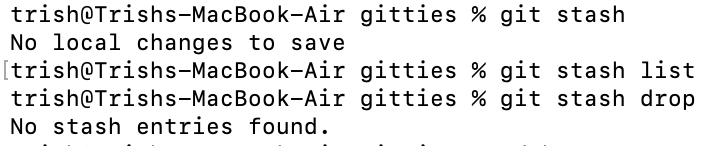 trish@Trishs-MacBook-Air gitties % git stash
No local changes to save
[trish@Trishs-MacBook-Air gitties % git stash list
trish@Trishs-MacBook-Air gitties % git stash drop
No stash entries found.